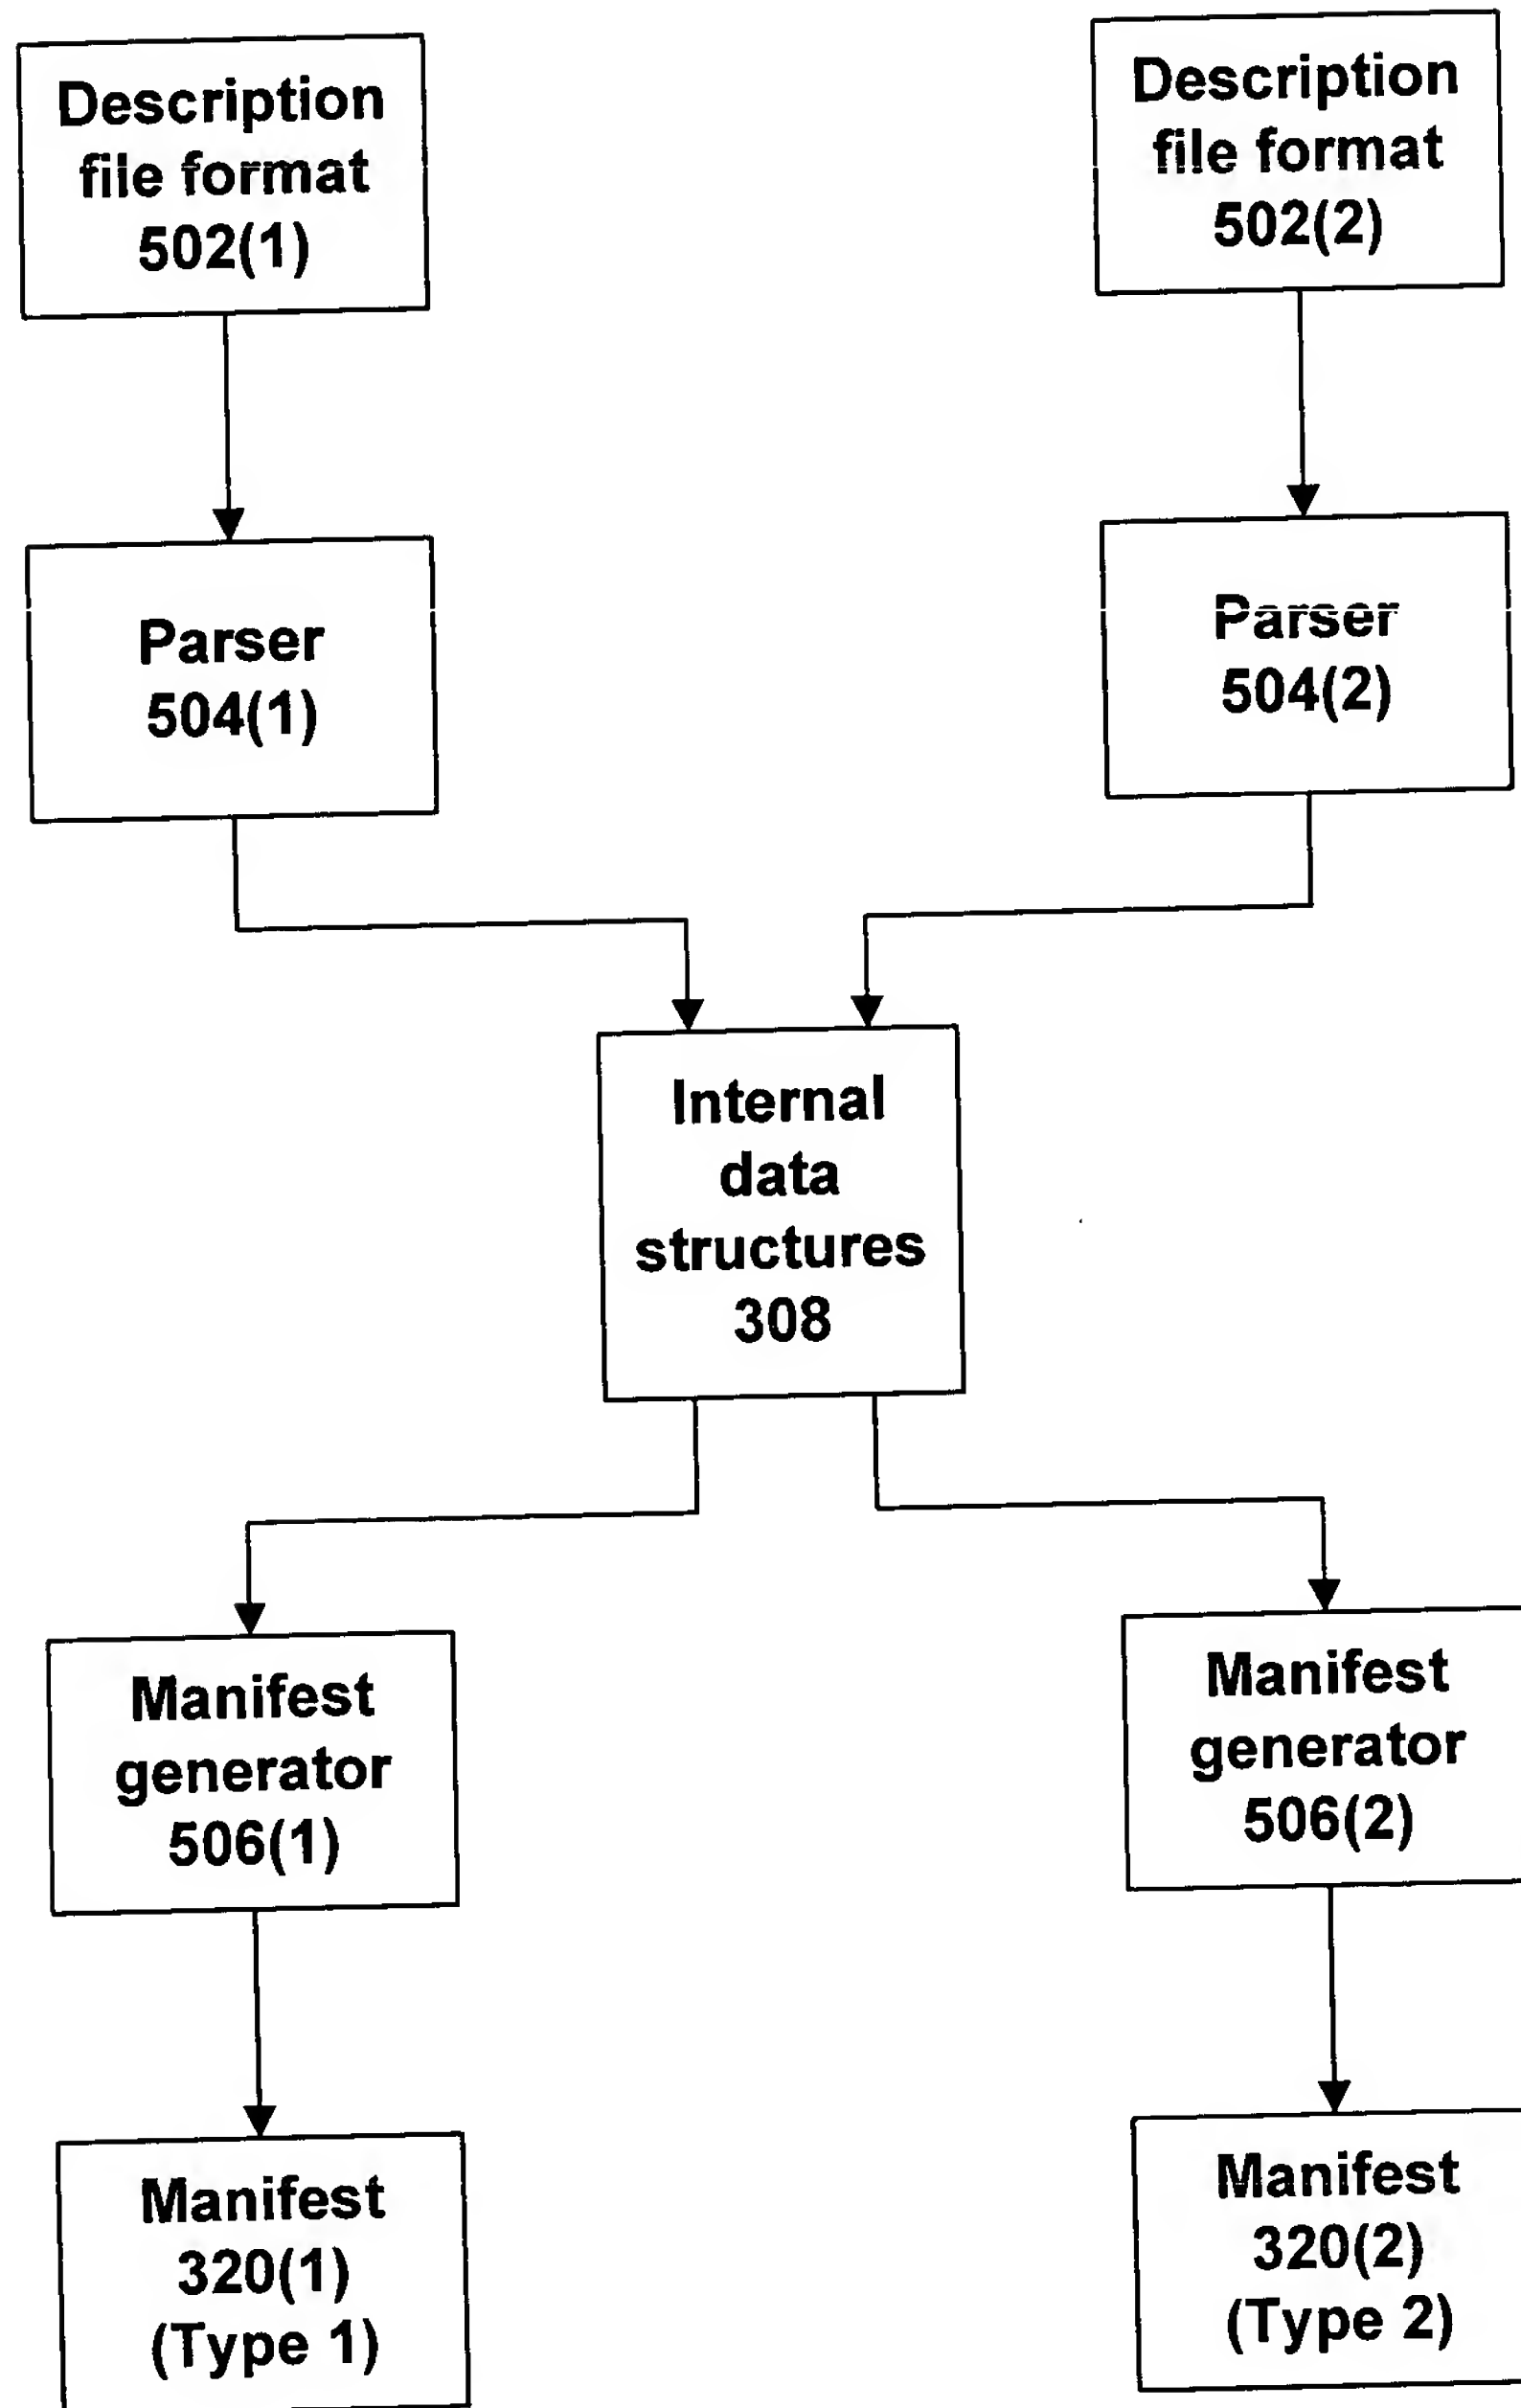 Description
file format
502(1)
Description
file format
502(2)
Parser
504(1)
Parser
504(2)
Internal
data
structures
308
Manifest
generator
506(1)
Manifest
generator
506(2)
Manifest
320(1)
(Type 1)
Manifest
320(2)
(Type 2)